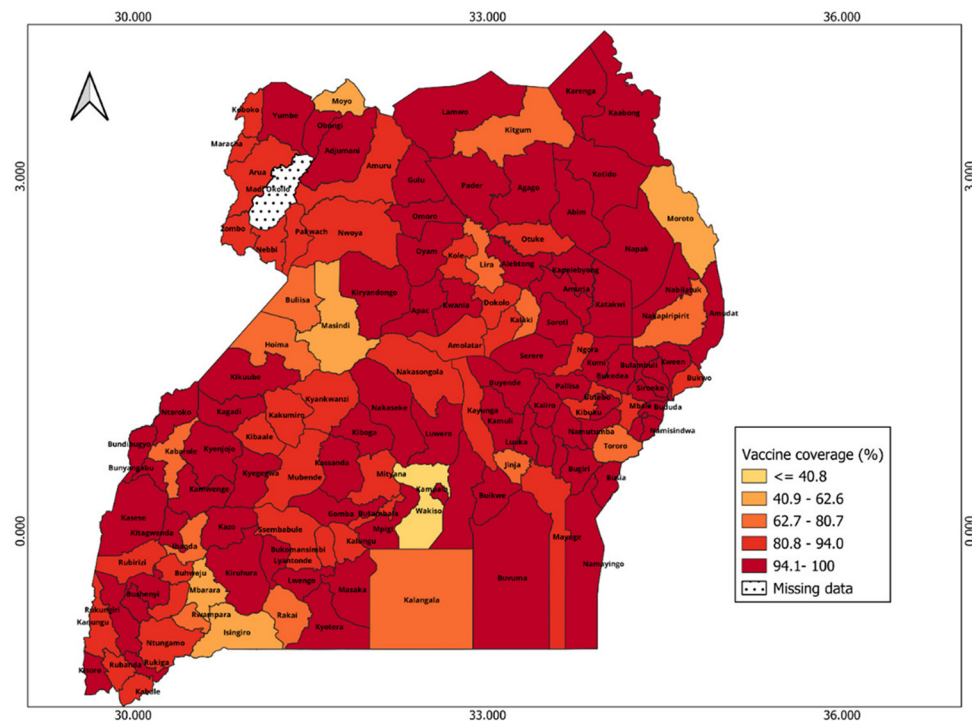 30.000 33.000 36.000
Karenga
Kaabong
Moyo
Koboko
Yumbe
Obongi
Lamwo
Kitgum
Maracha
Adjumani
Arua
Amuru
Madi Okollo
Gulu
Pader
Agago
Kotido
3.000
3.000
Abim
Moroto
Omoro
Zombo
Pakwach
Nwoya
Otuke
Nebbi
Oyam
Kole
Lira
Alebtong
Napak
Kapelebyong
Buliisa
Kiryandongo
Amuria
Nabilatuk
Kwania
Dokolo
Katakwi
Apac
Kalaki
Nakapiripirit
Amudat
Masindi
Soroti
Hoima
Amolatar
Serere
Ngora
Kumi
Bulambuli
Kween
Nakasongola
Bukedea
Bukwo
Kikuube
Buyende
Pallisa
Sironko
Kyankwanzi
Nakaseke
Kayunga
Kaliro
Butebo
Mbale
Bududa
Ntoroko
Kagadi
Kakumiro
Kibuku
Kamuli
Kiboga
Luwero
Namutumba
Namisindwa
Bundibugyo
Kibaale
Luuka
Tororo
Kabarole
Kyenjojo
Bunyangabu
Kyegegwa
Kassanda
Jinja
Bugiri
Mubende
Mityana
Busia
Kamwenge
Kampala
Buikwe
Kasese
Gomba
Butambala
Wakiso
Kitagwenda
Kazo
Ssembabule
Mpigi
0.000
0.000
Kalungu
Mayuge
Ibanda
Bukomansimbi
Rubirizi
Lyantonde
Namayingo
Buhweju
Kiruhura
Lwengo
Buvuma
Bushenyi
Mbarara
Masaka
Kalangala
Rukungiri
Rwampara
Rakai
Kanungu
Isingiro
Kyotera
Ntungamo
Rubanda
Rukiga
Kisoro
Kabale
Vaccine coverage (%)
<= 40.8
40.9 - 62.6
62.7 - 80.7
80.8 - 94.0
94.1- 100
Missing data
30.000 33.000 36.000